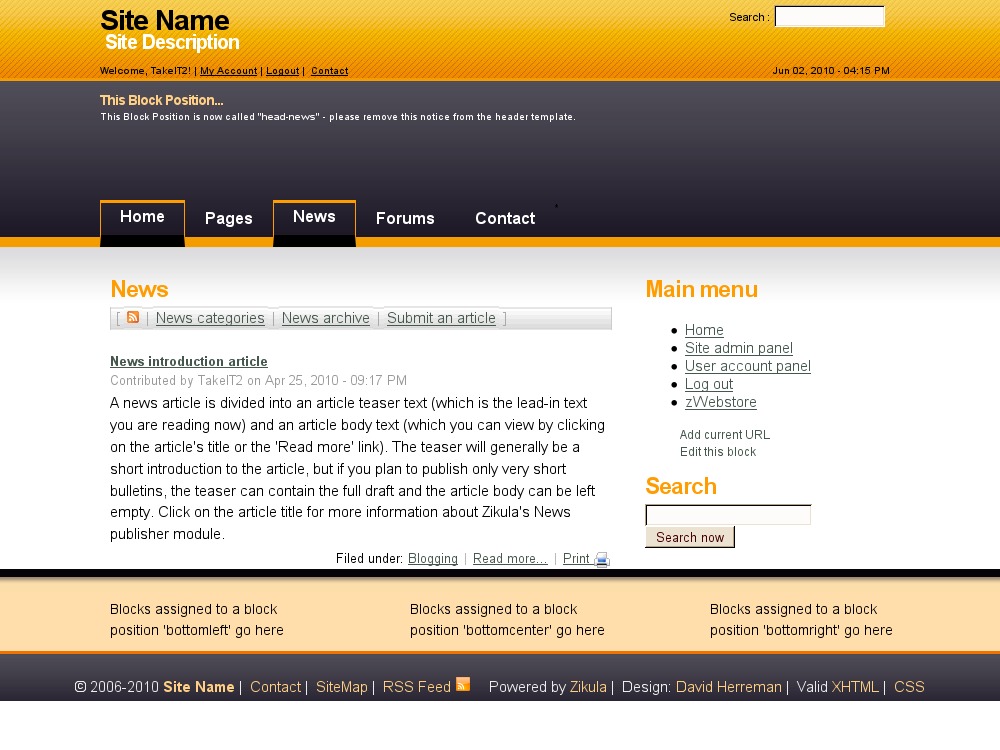 Site Name
Search :
Site Description
Welcome, TakeIT2! | My Account | Logout | Contact
Jun 02, 2010 - 04:15 PM
This Block Position...
This Block Position is now called "head-news" - please remove this notice from the header template.
Home Pages News Forums Contact
News
[ | News categories | News archive | Submit an article ]
News introduction article
Contributed by TakeIT2 on Apr 25, 2010 - 09:17 PM
A news article is divided into an article teaser text (which is the lead-in text
you are reading now) and an article body text (which you can view by clicking
on the article's title or the 'Read more' link). The teaser will generally be a
short introduction to the article, but if you plan to publish only very short
bulletins, the teaser can contain the full draft and the article body can be left
empty. Click on the article title for more information about Zikula's News
publisher module.
Filed under: Blogging | Read more... | Print
Main menu
• Home
• Site admin panel
• User account panel
• Log out
• zWebstore
Add current URL
Edit this block
Search
Search now
Blocks assigned to a block
position 'bottomleft' go here
Blocks assigned to a block
position 'bottomcenter' go here
Blocks assigned to a block
position 'bottomright' go here
© 2006-2010 Site Name | Contact | SiteMap | RSS Feed Powered by Zikula | Design: David Herreman | Valid XHTML | CSS